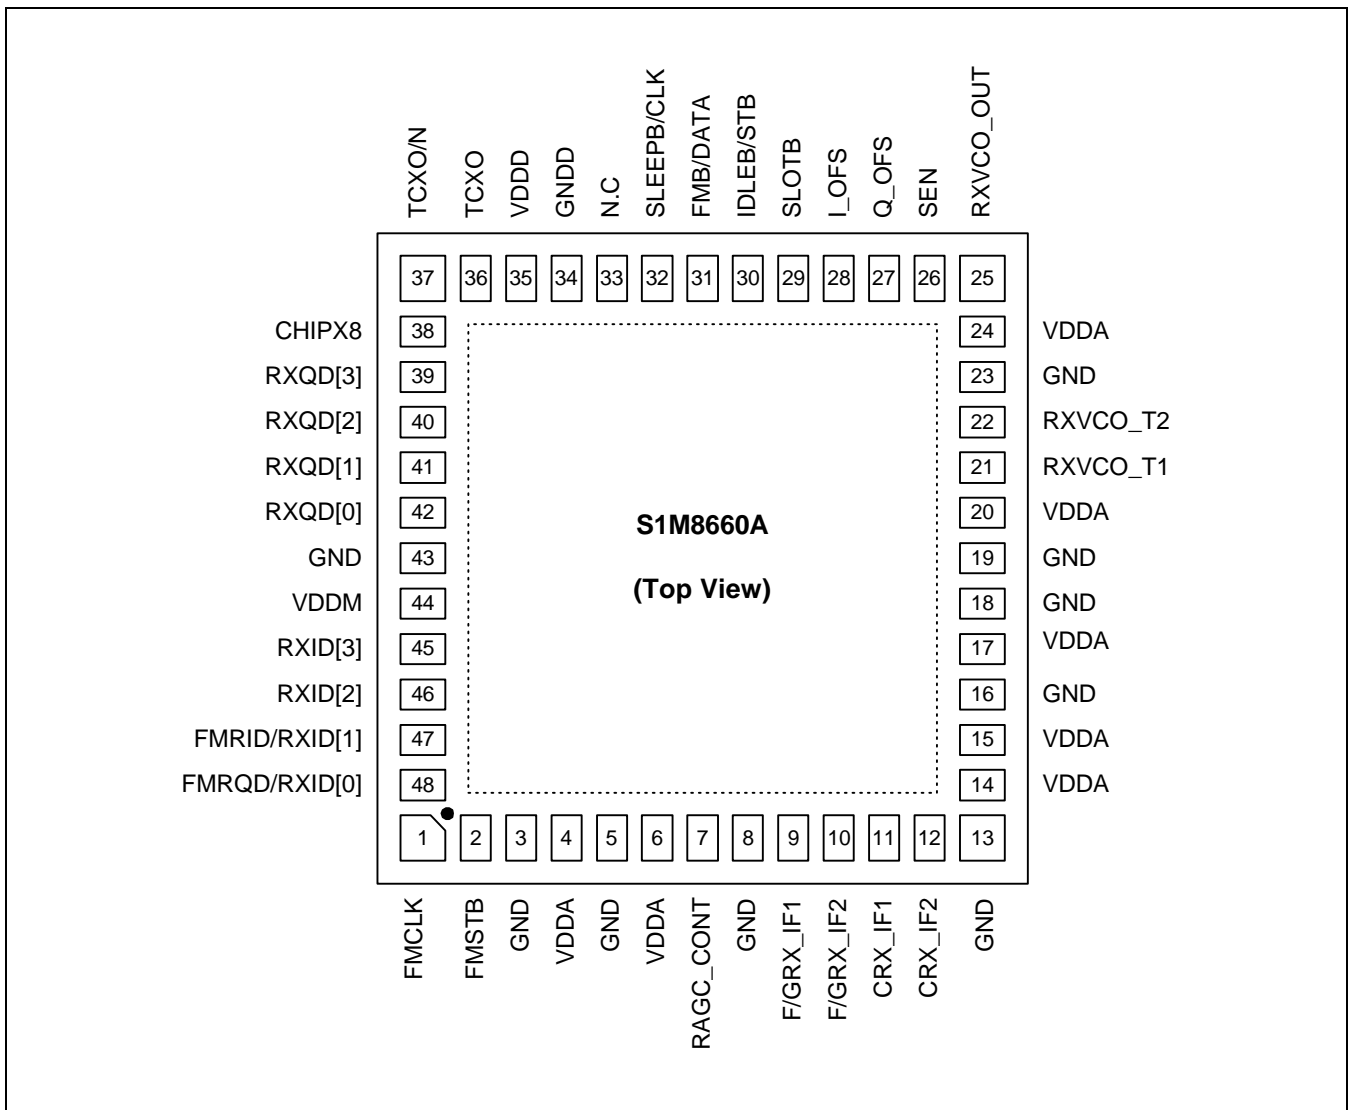 TCXO/N
TCXO
VDDD
GNDD
N.C
SLEEPB/CLK
FMB/DATA
IDLEB/STB
SLOTB
I_OFS
Q_OFS
SEN
RXVCO_OUT
37 36 35 34 33 32 31 30 29 28 27 26 25
CHIPX8 38
24 VDDA
RXQD[3] 39
23 GND
RXQD[2] 40
22 RXVCO_T2
RXQD[1] 41
21 RXVCO_T1
RXQD[0] 42
20 VDDA
S1M8660A
GND 43
19 GND
(Top View)
VDDM 44
18 GND
RXID[3] 45
17 VDDA
RXID[2] 46
16 GND
FMRID/RXID[1] 47
15 VDDA
FMRQD/RXID[0] 48
14 VDDA
1 2 3 4 5 6 7 8 9 10 11 12 13
FMCLK
FMSTB
GND
VDDA
GND
VDDA
RAGC_CONT
GND
F/GRX_IF1
F/GRX_IF2
CRX_IF1
CRX_IF2
GND